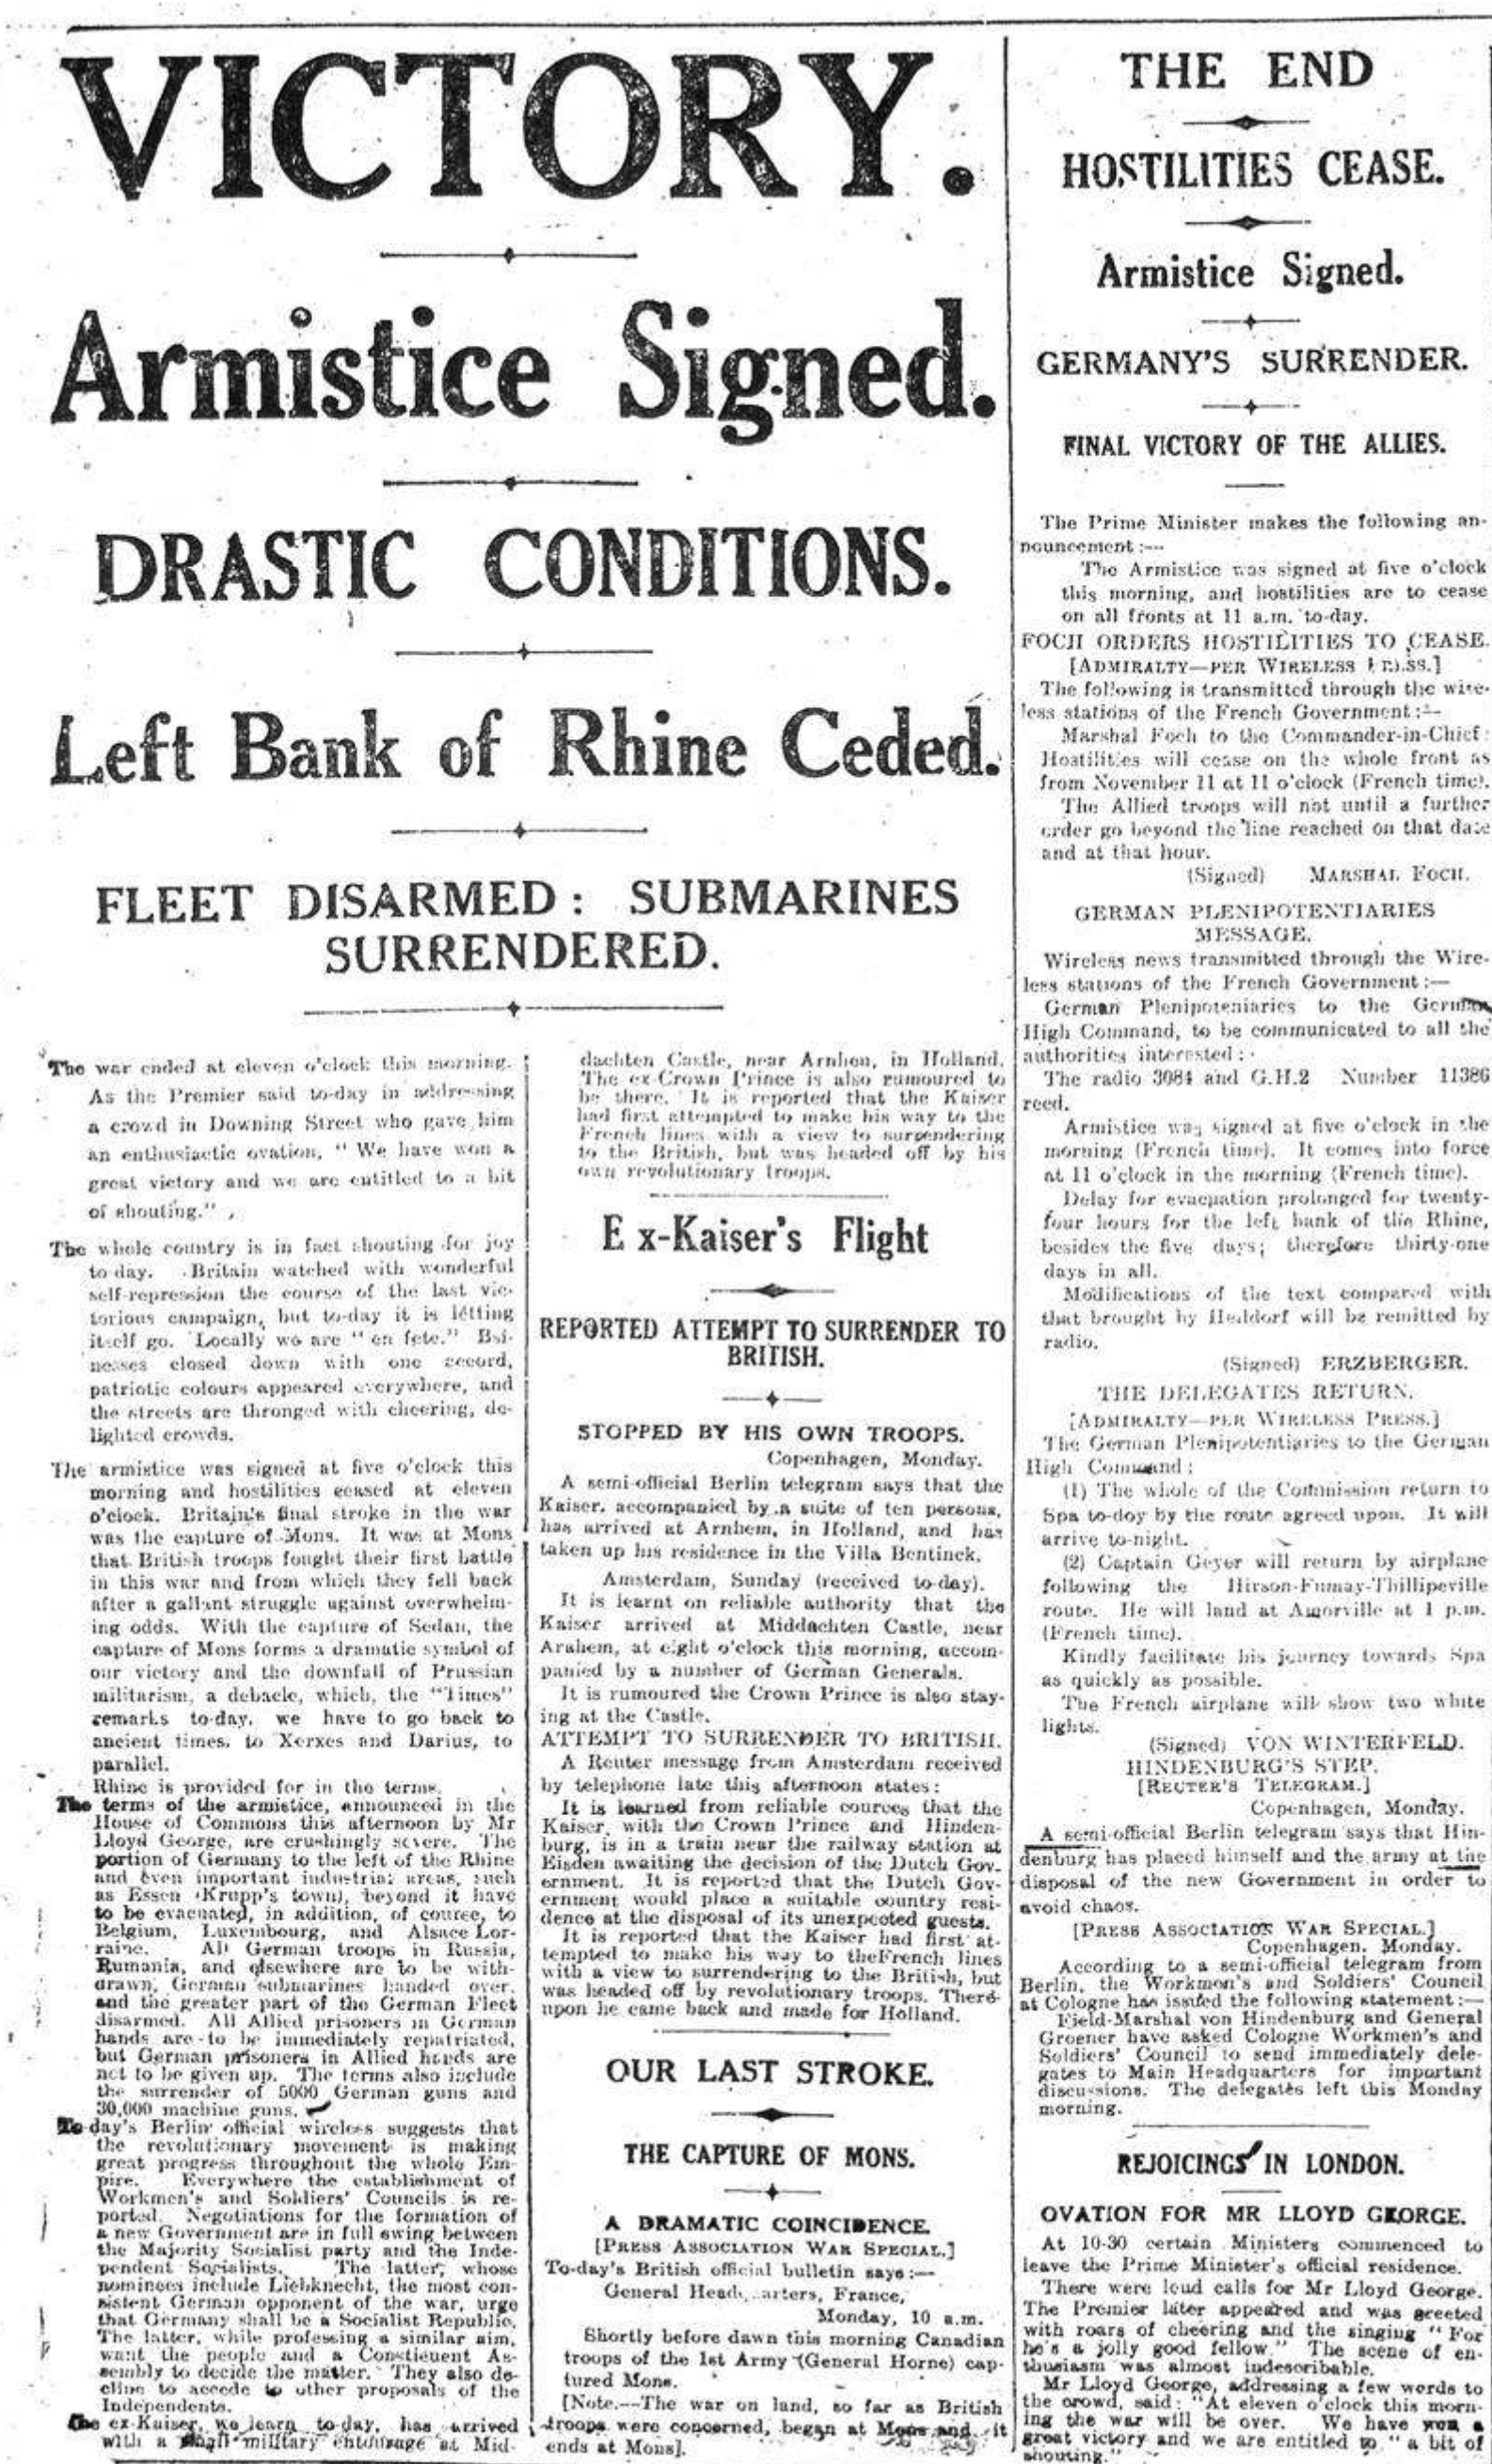 VICTORY.
Armistice Signed.
DRASTIC CONDITIONS.
Left Bank of Rhine Ceded.
FLEET DISARMED : SUBMARINES
SURRENDERED.
The war ended at eleven o'clock this morning.
As the Premier said to-day in addressing
a crowd in Downing Street who gave him
an enthusiactic ovation, " We have won a
great victory and we are entitled to a bit
of shouting."
The whole country is in fact shouting for joy
to day. Britain watched with wonderful
self-repression the course of the last vic-
torious campaign, but to-day it is letting
itself go. Locally we are " en fete." Bsi-
nesses closed down with one accord,
patriotic colours appeared everywhere, and
the streets are thronged with cheering, de-
lighted crowds.
The armistice was signed at five o'clock this
morning and hostilities ceased at eleven
o'clock. Britain's final stroke in the war
was the capture of Mons. It was at Mons
that British troops fought their first battle
in this war and from which they fell back
after a gallant struggle against overwhelm-
ing odds. With the capture of Sedan, the
capture of Mons forms a dramatic symbol of
our victory and the downfall of Prussian
militarism, a debacle, which, the "Times"
remarks to-day, we have to go back to
ancient times, to Xerxes and Darius, to
parallel.
Rhine is provided for in the terms.
The terms of the armistice, announced in the
House of Commons this afternoon by Mr
Lloyd George, are crushingly severe. The
portion of Germany to the left of the Rhine
and even important industrial areas, such
as Essen (Krupp's town), beyond it have
to be evacuated, in addition, of course, to
Belgium, Luxembourg, and Alsace Lor-
raine. All German troops in Russia,
Rumania, and elsewhere are to be with-
drawn, German submarines handed over,
and the greater part of the German Fleet
disarmed. All Allied prisoners in German
hands are to be immediately repatriated,
but German prisoners in Allied hands are
not to be given up. The terms also include
the surrender of 5000 German guns and
30,000 machine guns.
To-day's Berlin official wireless suggests that
the revolutionary movement is making
great progress throughout the whole Em-
pire. Everywhere the establishment of
Workmen's and Soldiers' Councils is re-
ported. Negotiations for the formation of
a new Government are in full swing between
the Majority Socialist party and the Inde-
pendent Socialists. The latter, whose
nominees include Liebknecht, the most con-
sistent German opponent of the war, urge
that Germany shall be a Socialist Republic.
The latter, while professing a similar aim,
want the people and a Constituent As-
sembly to decide the matter. They also de-
cline to accede to other proposals of the
Independents.
The ex-Kaiser, we learn to-day, has arrived
with a small military entourage at Mid-
dachten Castle, near Arnhen, in Holland.
The ex-Crown Prince is also rumoured to
be there. It is reported that the Kaiser
had first attempted to make his way to the
French lines with a view to surrendering
to the British, but was headed off by his
own revolutionary troops.
Ex-Kaiser's Flight
REPORTED ATTEMPT TO SURRENDER TO
BRITISH.
STOPPED BY HIS OWN TROOPS.
Copenhagen, Monday.
A semi-official Berlin telegram says that the
Kaiser, accompanied by a suite of ten persons,
has arrived at Arnhem, in Holland, and has
taken up his residence in the Villa Bentinck.
Amsterdam, Sunday (received to-day).
It is learnt on reliable authority that the
Kaiser arrived at Middachten Castle, near
Arnhem, at eight o'clock this morning, accom-
panied by a number of German Generals.
It is rumoured the Crown Prince is also stay-
ing at the Castle.
ATTEMPT TO SURRENDER TO BRITISH.
A Reuter message from Amsterdam received
by telephone late this afternoon states:
It is learned from reliable cources that the
Kaiser, with the Crown Prince and Hinden-
burg, is in a train near the railway station at
Eisden awaiting the decision of the Dutch Gov-
ernment. It is reported that the Dutch Gov-
ernment would place a suitable country resi-
dence at the disposal of its unexpected guests.
It is reported that the Kaiser had first at-
tempted to make his way to theFrench lines
with a view to surrendering to the British, but
was headed off by revolutionary troops. There-
upon he came back and made for Holland.
OUR LAST STROKE.
THE CAPTURE OF MONS.
A DRAMATIC COINCIDENCE.
[PRESS ASSOCIATION WAR SPECIAL.]
To-day's British official bulletin says :—
General Head arters, France,
Monday, 10 a.m.
Shortly before dawn this morning Canadian
troops of the 1st Army (General Horne) cap-
tured Mons.
[Note.—The war on land, so far as British
troops were concerned, began at Mons and it
ends at Mons].
THE END
HOSTILITIES CEASE.
Armistice Signed.
GERMANY'S SURRENDER.
FINAL VICTORY OF THE ALLIES.
The Prime Minister makes the following an-
nouncement :—
The Armistice was signed at five o'clock
this morning, and hostilities are to cease
on all fronts at 11 a.m. to-day.
FOCH ORDERS HOSTILITIES TO CEASE.
[ADMIRALTY—PER WIRELESS
The following is transmitted through the wire-
less stations of the French Government :—
Marshal Foch to the Commander-in-Chief:
Hostilities will cease on the whole front as
from November 11 at 11 o'clock (French time).
The Allied troops will not until a further
order go beyond the line reached on that date
and at that hour.
(Signed) MARSHAL FOCH.
GERMAN PLENIPOTENTIARIES
MESSAGE.
Wireless news transmitted through the Wire-
less stations of the French Government :—
German Plenipoteniaries to the German
High Command, to be communicated to all the
authorities interested :
The radio 3084 and G.H.2 Number 11386
reed.
Armistice was signed at five o'clock in the
morning (French time). It comes into force
at 11 o'clock in the morning (French time).
Delay for evacuation prolonged for twenty-
four hours for the left bank of the Rhine,
besides the five days; therefore thirty-one
days in all.
Modifications of the text compared with
that brought by Heldorf will be remitted by
radio.
(Signed) ERZBERGER.
THE DELEGATES RETURN.
[ADMIRALTY—PER WIRELESS PRESS.]
The German Plenipotentiaries to the German
High Command :
(1) The whole of the Commission return to
Spa to-doy by the route agreed upon. It will
arrive to-night.
(2) Captain Geyer will return by airplane
following the Hirson-Fumay-Thillipeville
route. He will land at Amorville at 1 p.m.
(French time).
Kindly facilitate his journey towards Spa
as quickly as possible.
The French airplane will show two white
lights.
(Signed) VON WINTERFELD.
HINDENBURG'S STEP.
[REUTER'S TELEGRAM.]
Copenhagen, Monday.
A semi-official Berlin telegram says that Hin-
denburg has placed himself and the army at the
disposal of the new Government in order to
avoid chaos.
[PRESS ASSOCIATION WAR SPECIAL.]
Copenhagen, Monday.
According to a semi-official telegram from
Berlin, the Workmen's and Soldiers' Council
at Cologne has issued the following statement :—
Field-Marshal von Hindenburg and General
Groener have asked Cologne Workmen's and
Soldiers' Council to send immediately dele-
gates to Main Headquarters for important
discussions. The delegates left this Monday
morning.
REJOICINGS IN LONDON.
OVATION FOR MR LLOYD GEORGE.
At 10-30 certain Ministers commenced to
leave the Prime Minister's official residence.
There were loud calls for Mr Lloyd George.
The Premier later appeared and was greeted
with roars of cheering and the singing " For
he's a jolly good fellow." The scene of en-
thusiasm was almost indescribable.
Mr Lloyd George, addressing a few words to
the crowd, said: "At eleven o'clock this morn-
ing the war will be over. We have won a
great victory and we are entitled to " a bit of
shouting."